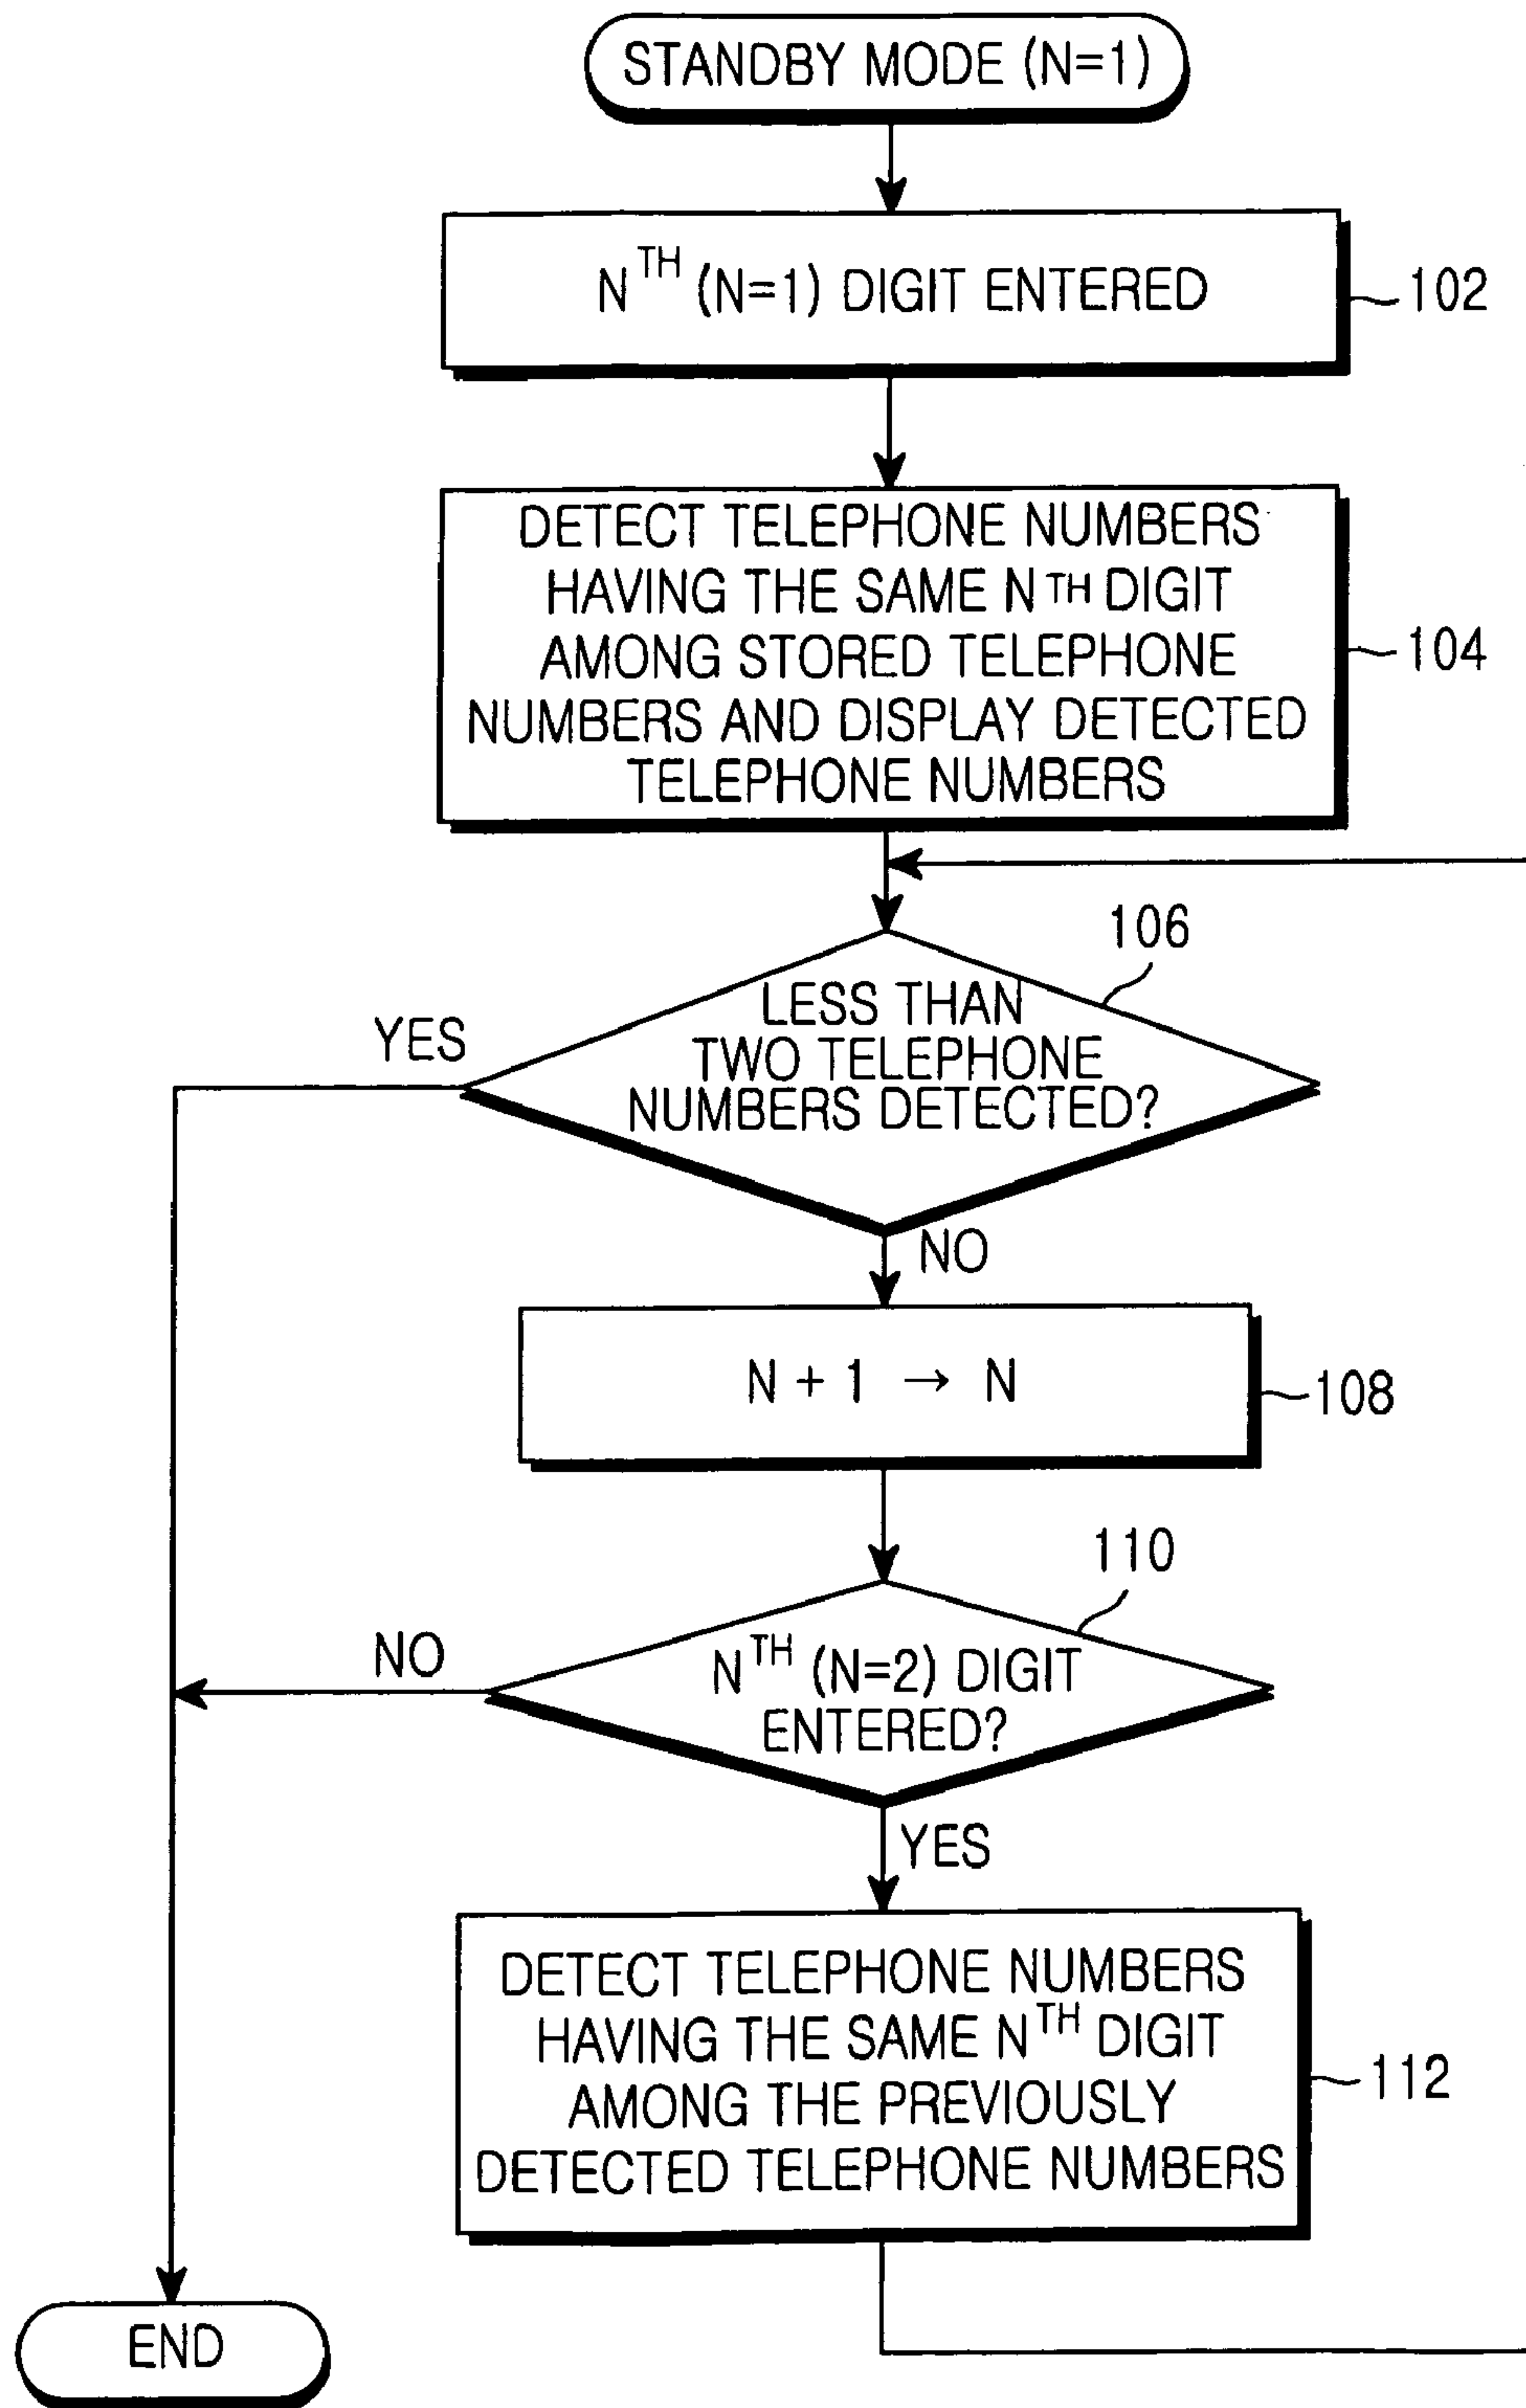 STANDBY MODE (N=1)
N^TH (N=1) DIGIT ENTERED
102
DETECT TELEPHONE NUMBERS
HAVING THE SAME N TH DIGIT
AMONG STORED TELEPHONE
NUMBERS AND DISPLAY DETECTED
TELEPHONE NUMBERS
104
106
LESS THAN
TWO TELEPHONE
NUMBERS DETECTED?
YES
NO
N + 1 → N
108
110
N^TH (N=2) DIGIT
ENTERED?
NO
YES
DETECT TELEPHONE NUMBERS
HAVING THE SAME N^TH DIGIT
AMONG THE PREVIOUSLY
DETECTED TELEPHONE NUMBERS
112
END